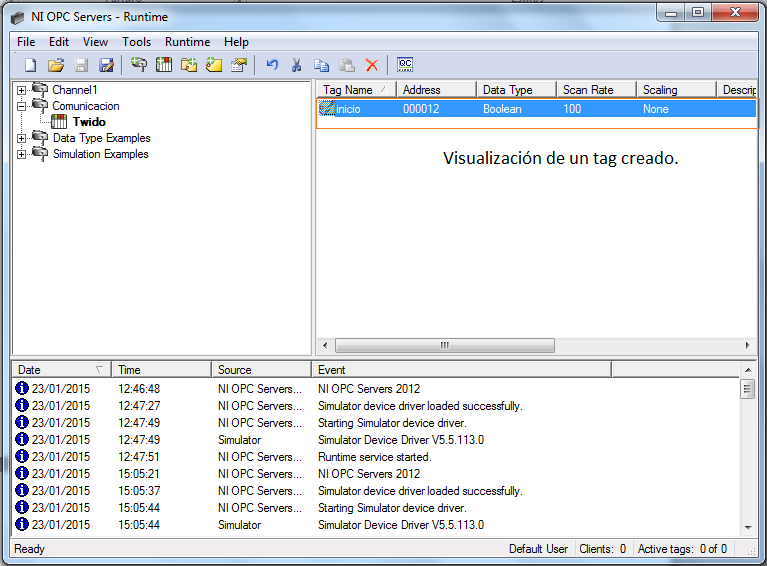 NI OPC Servers - Runtime
File Edit View Tools Runtime Help
QC
Channel1
Comunicacion
Twido
Data Type Examples
Simulation Examples
Tag Name Address Data Type Scan Rate Scaling Descrip
inicio 000012 Boolean 100 None
Visualización de un tag creado.
Date Time Source Event
23/01/2015 12:46:48 NI OPC Servers... NI OPC Servers 2012
23/01/2015 12:47:27 NI OPC Servers... Simulator device driver loaded successfully.
23/01/2015 12:47:49 NI OPC Servers... Starting Simulator device driver.
23/01/2015 12:47:49 Simulator Simulator Device Driver V5.5.113.0
23/01/2015 12:47:51 NI OPC Servers... Runtime service started.
23/01/2015 15:05:21 NI OPC Servers... NI OPC Servers 2012
23/01/2015 15:05:37 NI OPC Servers... Simulator device driver loaded successfully.
23/01/2015 15:05:44 NI OPC Servers... Starting Simulator device driver.
23/01/2015 15:05:44 Simulator Simulator Device Driver V5.5.113.0
Ready Default User Clients: 0 Active tags: 0 of 0